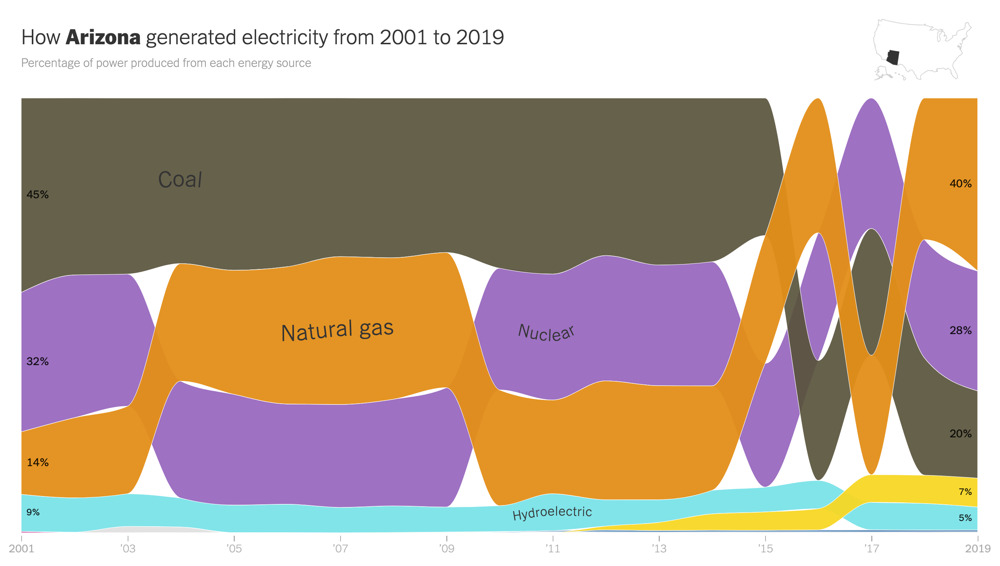 How Arizona generated electricity from 2001 to 2019
Percentage of power produced from each energy source
Coal
45%
40%
Natural gas
Nuclear
28%
32%
20%
14%
7%
Hydroelectric
9%
5%
2001 ’03 ’05 ’07 ’09 ’11 ’13 ’15 ’17 2019